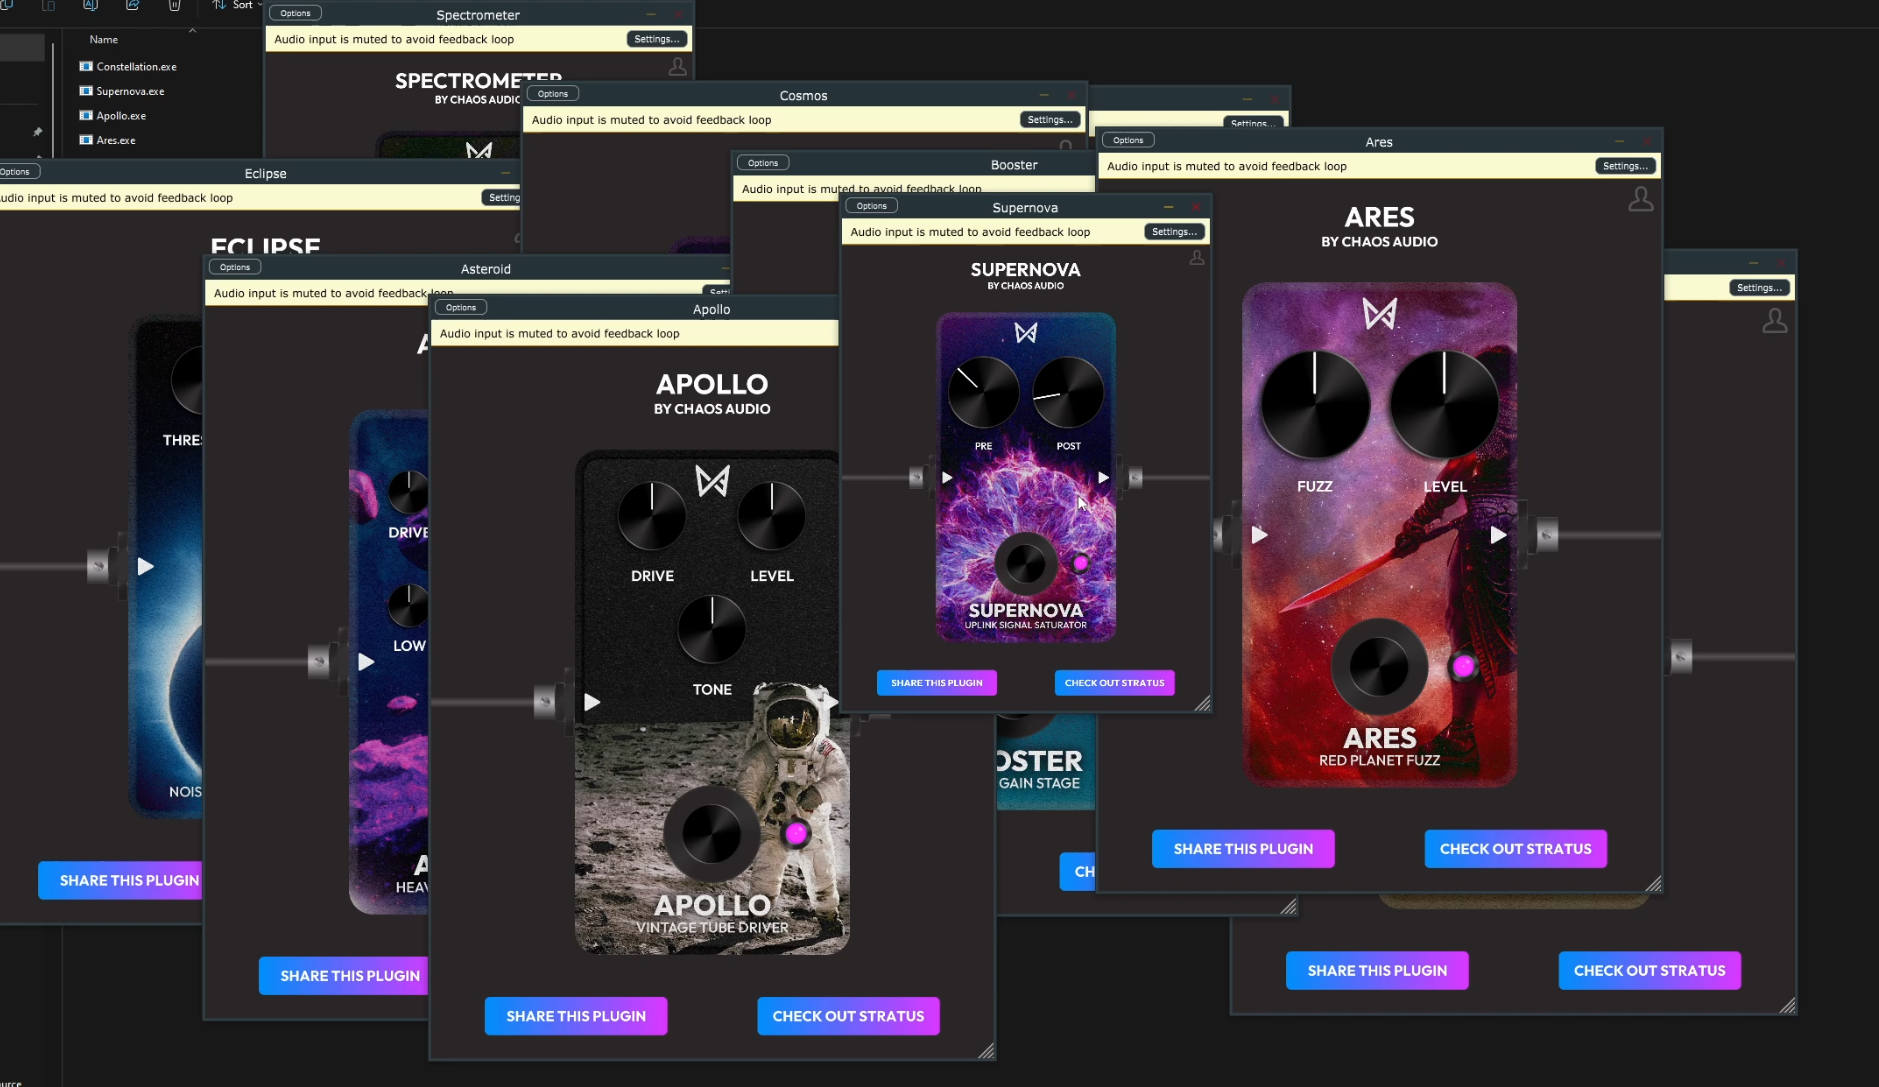 Sort
Name
Constellation.exe
Supernova.exe
Apollo.exe
Ares.exe
Options
Spectrometer
Audio input is muted to avoid feedback loop
Settings...
SPECTROMETER
BY CHAOS AUDIO
Options
Cosmos
Audio input is muted to avoid feedback loop
Settings...
Settings...
Options
Eclipse
udio input is muted to avoid feedback loop
Setting
ECLIPSE
THRES
NOIS
SHARE THIS PLUGIN
Options
Asteroid
Audio input is muted to avoid feedback loop
Setti
A
DRIVE
LOW
A
HEAV
SHARE THIS PLUGIN
Options
Apollo
Audio input is muted to avoid feedback loop
APOLLO
BY CHAOS AUDIO
DRIVE
LEVEL
TONE
APOLLO
VINTAGE TUBE DRIVER
SHARE THIS PLUGIN
CHECK OUT STRATUS
Options
Booster
Audio input is muted to avoid feedback loop
OSTER
GAIN STAGE
CH
Options
Supernova
Audio input is muted to avoid feedback loop
Settings...
SUPERNOVA
BY CHAOS AUDIO
PRE
POST
SUPERNOVA
UPLINK SIGNAL SATURATOR
SHARE THIS PLUGIN
CHECK OUT STRATUS
Options
Ares
Audio input is muted to avoid feedback loop
Settings...
ARES
BY CHAOS AUDIO
FUZZ
LEVEL
ARES
RED PLANET FUZZ
SHARE THIS PLUGIN
CHECK OUT STRATUS
Settings...
SHARE THIS PLUGIN
CHECK OUT STRATUS
ource